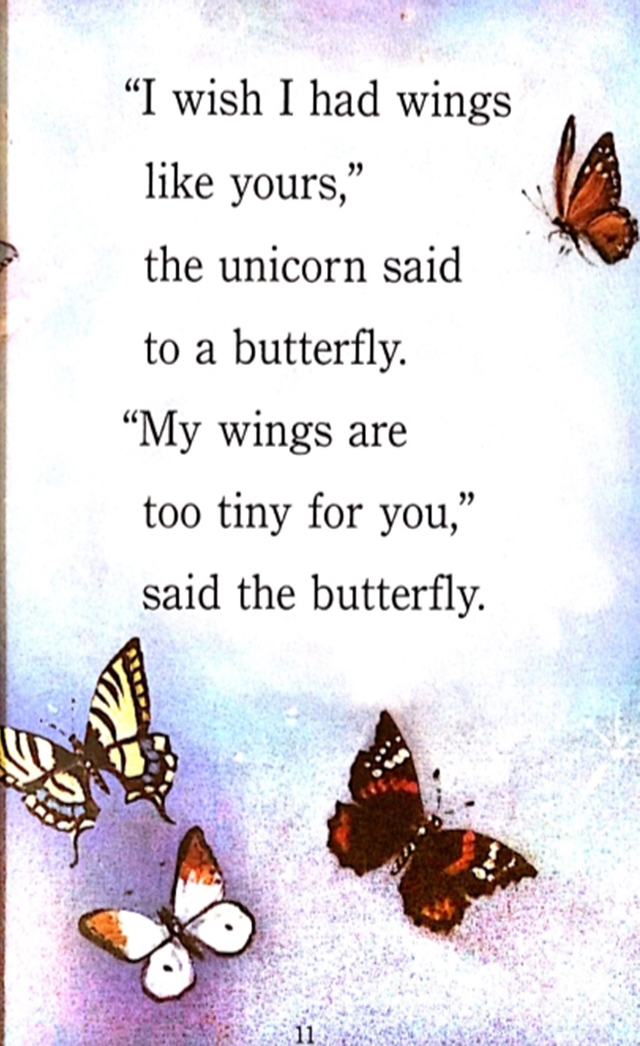 “I wish I had wings
like yours,”
the unicorn said
to a butterfly.
“My wings are
too tiny for you,”
said the butterfly.
11